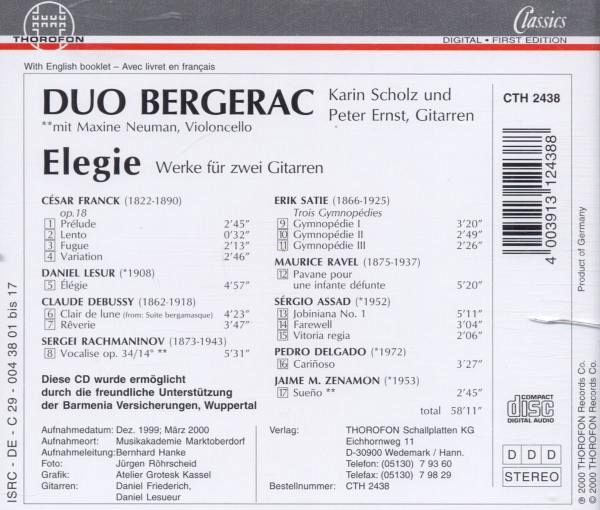 THOROFON
Classics
DIGITAL • FIRST EDITION
With English booklet – Avec livret en français
DUO BERGERAC
Karin Scholz und
Peter Ernst, Gitarren
**mit Maxine Neuman, Violoncello
CTH 2438
Elegie Werke für zwei Gitarren
CÉSAR FRANCK (1822-1890)
op.18
1 Prélude 2'45"
2 Lento 0'32"
3 Fugue 2'13"
4 Variation 2'46"
DANIEL LESUR (*1908)
5 Élégie 4'57"
CLAUDE DEBUSSY (1862-1918)
6 Clair de lune (from: Suite bergamasque) 4'23"
7 Rêverie 3'47"
SERGEI RACHMANINOV (1873-1943)
8 Vocalise op. 34/14° ** 5'31"
Diese CD wurde ermöglicht
durch die freundliche Unterstützung
der Barmenia Versicherungen, Wuppertal
ERIK SATIE (1866-1925)
Trois Gymnopédies
9 Gymnopédie I 3'20"
10 Gymnopédie II 2'49"
11 Gymnopédie III 2'26"
MAURICE RAVEL (1875-1937)
12 Pavane pour
une infante défunte 5'20"
SÉRGIO ASSAD (*1952)
13 Jobiniana No. 1 5'11"
14 Farewell 3'04"
15 Vitoria regia 2'06"
PEDRO DELGADO (*1972)
16 Cariñoso 3'27"
JAIME M. ZENAMON (*1953)
17 Sueño ** 2'45"
total 58'11"
Aufnahmedatum: Dez. 1999; März 2000
Aufnahmeort: Musikakademie Marktoberdorf
Aufnahmeleitung: Bernhard Hanke
Foto: Jürgen Röhrscheid
Grafik: Atelier Grotesk Kassel
Gitarren: Daniel Friederich,
Daniel Lesueur
Verlag: THOROFON Schallplatten KG
Eichhornweg 11
D-30900 Wedemark / Hann.
Telefon: (05130) 7 93 60
Telefax: (05130) 7 98 29
Bestellnummer: CTH 2438
4 003913 124388
Product of Germany
COMPACT
disc
DIGITAL AUDIO
D D D
STEREO
℗ 2000 THOROFON Records Co.
© 2000 THOROFON Records Co.
ISRC - DE - C 29 - 004 38 01 bis 17